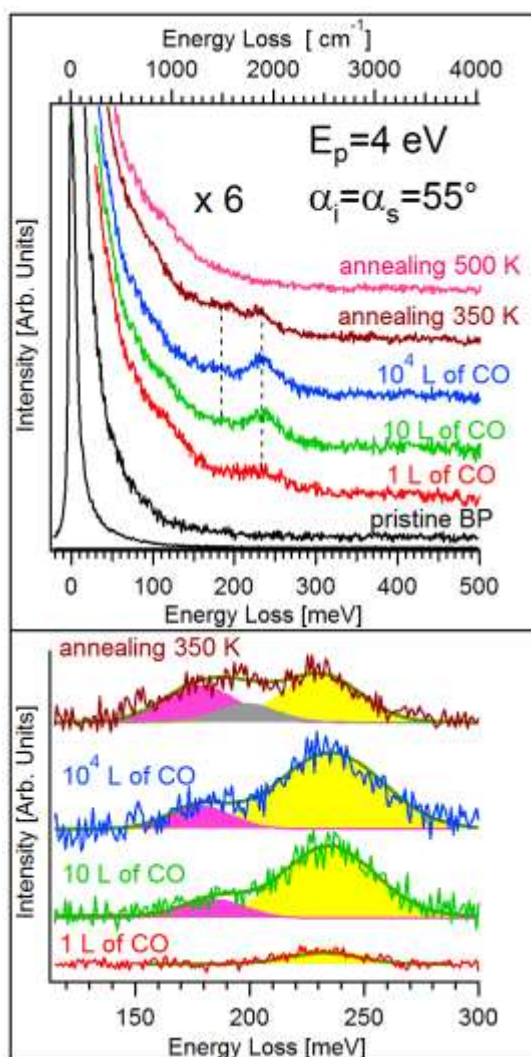 Energy Loss [ cm⁻¹]
0 1000 2000 3000 4000
Eₚ=4 eV
x 6
αᵢ=αₛ=55°
annealing 500 K
annealing 350 K
10⁴ L of CO
10 L of CO
1 L of CO
pristine BP
Intensity [Arb. Units]
0 100 200 300 400 500
Energy Loss [meV]
annealing 350 K
10⁴ L of CO
10 L of CO
1 L of CO
Intensity [Arb. Units]
150 200 250 300
Energy Loss [meV]